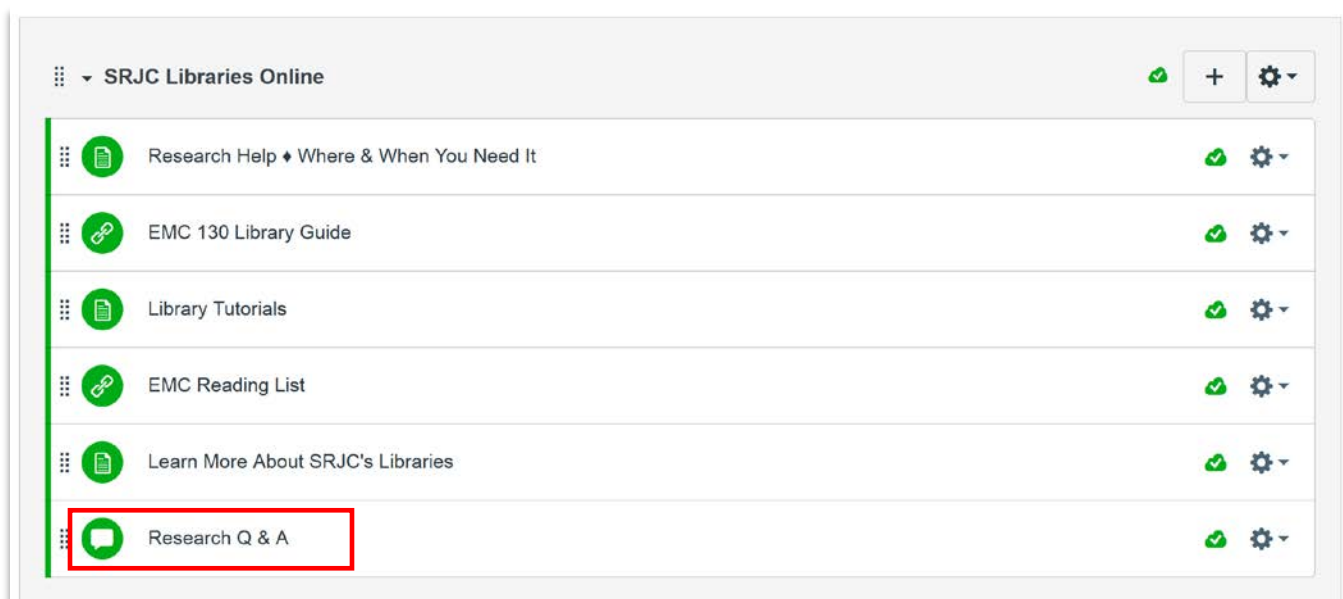 SRJC Libraries Online
Research Help ♦ Where & When You Need It
EMC 130 Library Guide
Library Tutorials
EMC Reading List
Learn More About SRJC's Libraries
Research Q & A